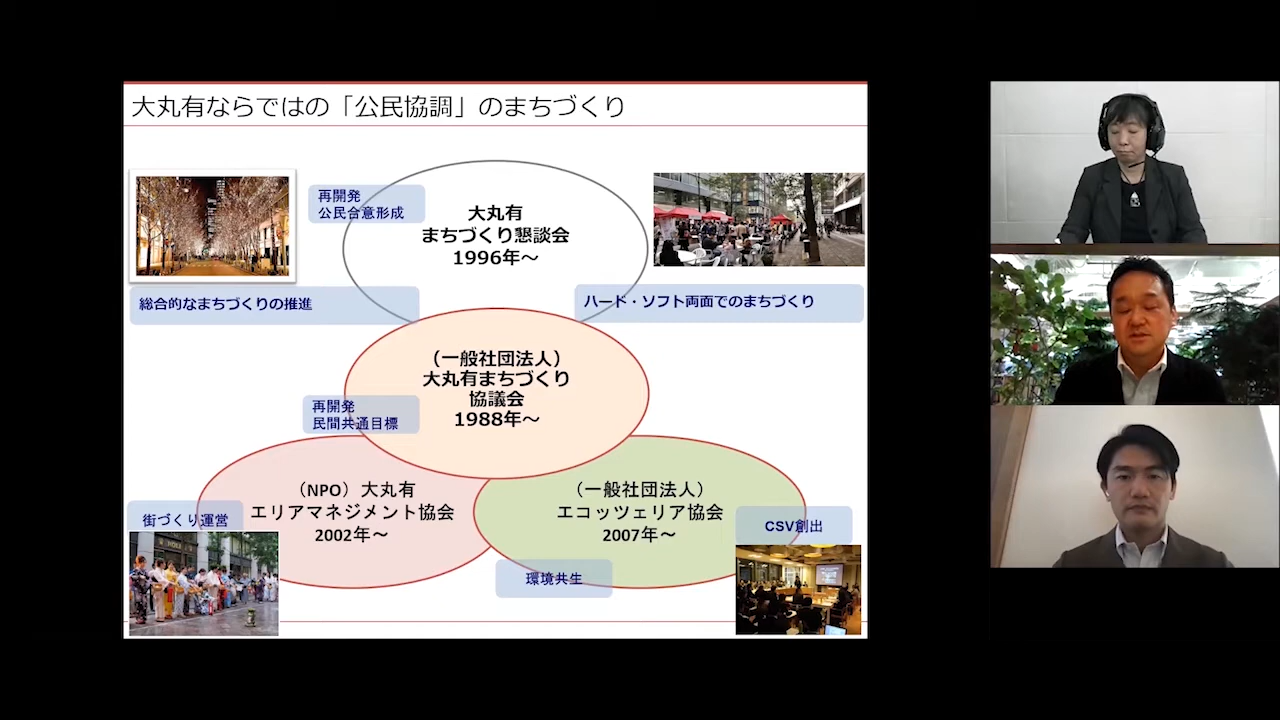 大丸有ならではの「公民協調」のまちづくり
再開発
公民合意形成
大丸有
まちづくり懇談会
1996年～
総合的なまちづくりの推進
ハード・ソフト両面でのまちづくり
（一般社団法人）
大丸有まちづくり
協議会
1988年～
再開発
民間共通目標
（NPO）大丸有
エリアマネジメント協会
2002年～
（一般社団法人）
エコッツェリア協会
2007年～
街づくり運営
CSV創出
環境共生